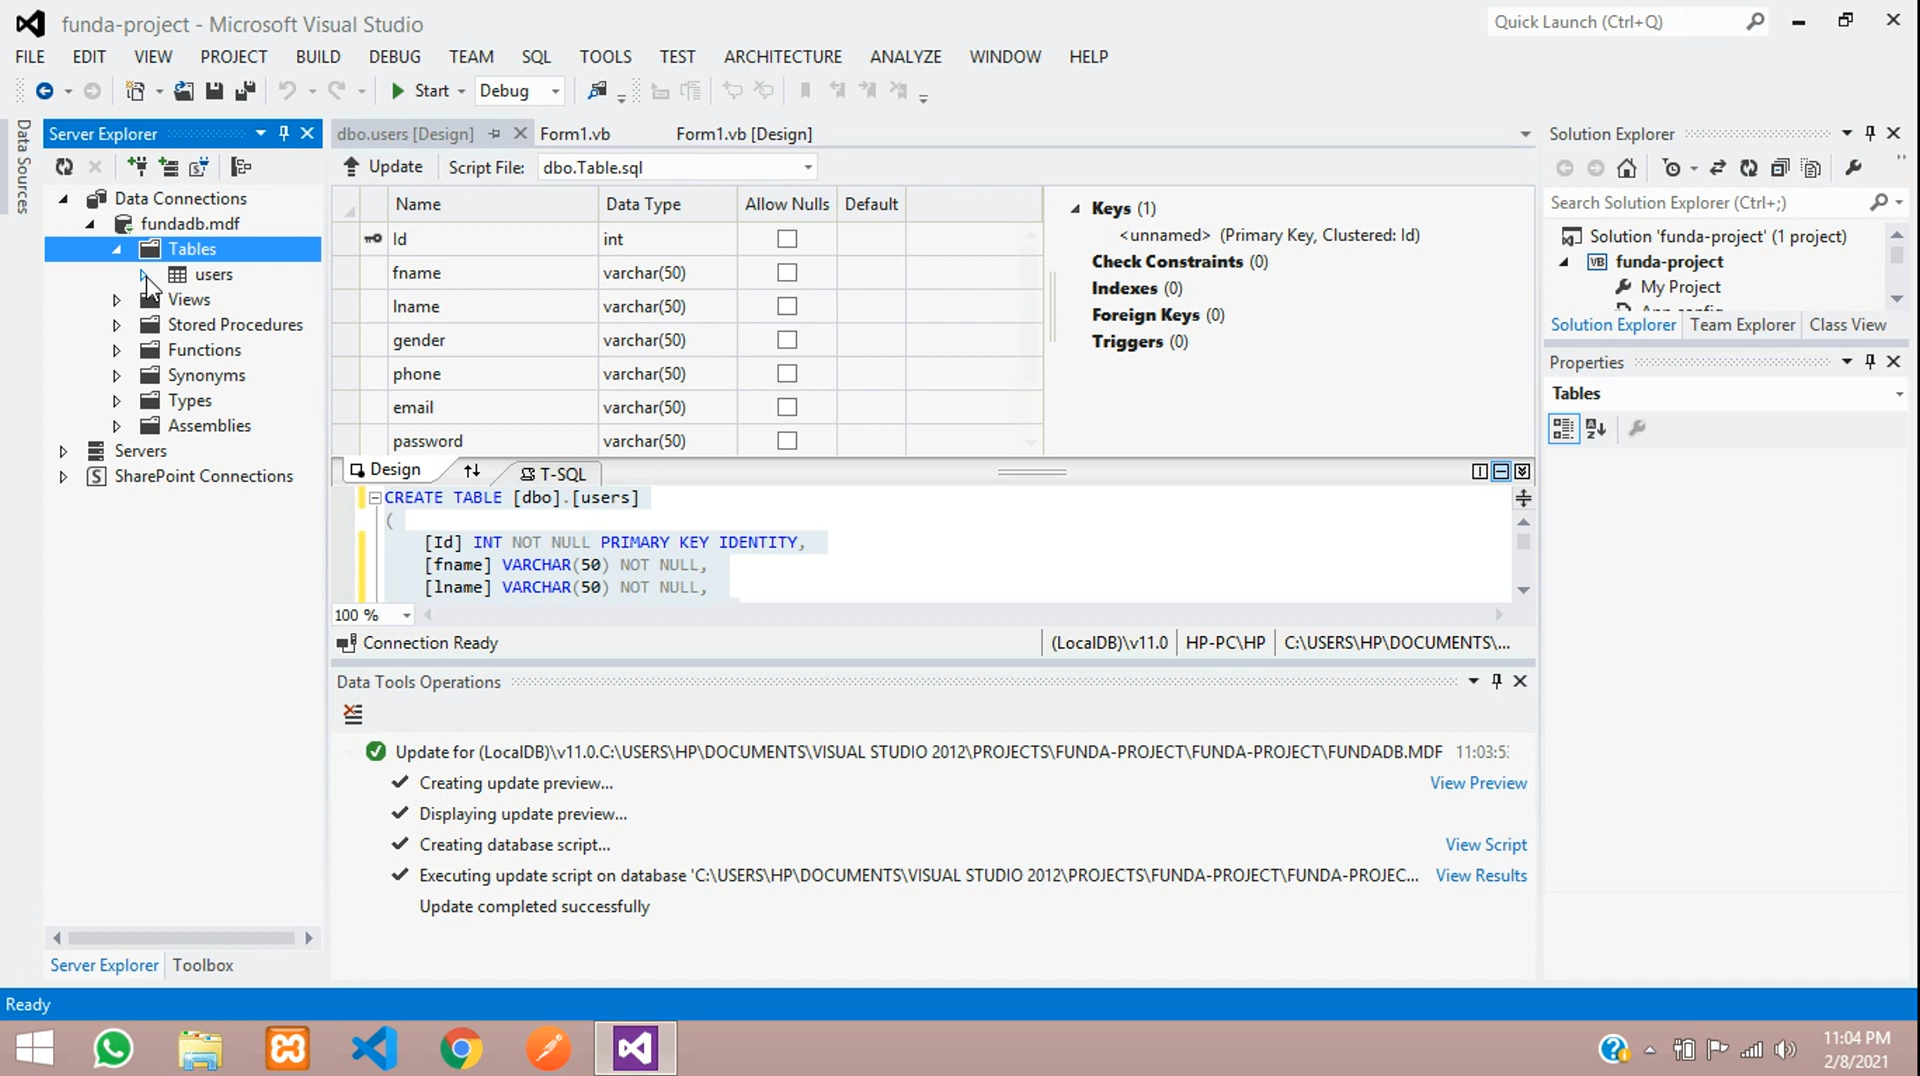 funda-project - Microsoft Visual Studio
Quick Launch (Ctrl+Q)
FILE EDIT VIEW PROJECT BUILD DEBUG TEAM SQL TOOLS TEST ARCHITECTURE ANALYZE WINDOW HELP
Start Debug
Data Sources
Server Explorer
Data Connections
fundadb.mdf
Tables
users
Views
Stored Procedures
Functions
Synonyms
Types
Assemblies
Servers
SharePoint Connections
Server Explorer Toolbox
dbo.users [Design] Form1.vb Form1.vb [Design]
Update Script File: dbo.Table.sql
Name Data Type Allow Nulls Default
Id int
fname varchar(50)
lname varchar(50)
gender varchar(50)
phone varchar(50)
email varchar(50)
password varchar(50)
Keys (1)
<unnamed> (Primary Key, Clustered: Id)
Check Constraints (0)
Indexes (0)
Foreign Keys (0)
Triggers (0)
Design T-SQL
CREATE TABLE [dbo].[users]
(
[Id] INT NOT NULL PRIMARY KEY IDENTITY,
[fname] VARCHAR(50) NOT NULL,
[lname] VARCHAR(50) NOT NULL,
100 %
Connection Ready (LocalDB)\v11.0 HP-PC\HP C:\USERS\HP\DOCUMENTS\...
Data Tools Operations
Update for (LocalDB)\v11.0.C:\USERS\HP\DOCUMENTS\VISUAL STUDIO 2012\PROJECTS\FUNDA-PROJECT\FUNDA-PROJECT\FUNDADB.MDF 11:03:5
Creating update preview... View Preview
Displaying update preview...
Creating database script... View Script
Executing update script on database 'C:\USERS\HP\DOCUMENTS\VISUAL STUDIO 2012\PROJECTS\FUNDA-PROJECT\FUNDA-PROJEC... View Results
Update completed successfully
Solution Explorer
Search Solution Explorer (Ctrl+;)
Solution 'funda-project' (1 project)
VB funda-project
My Project
Solution Explorer Team Explorer Class View
Properties
Tables
Ready
11:04 PM
2/8/2021